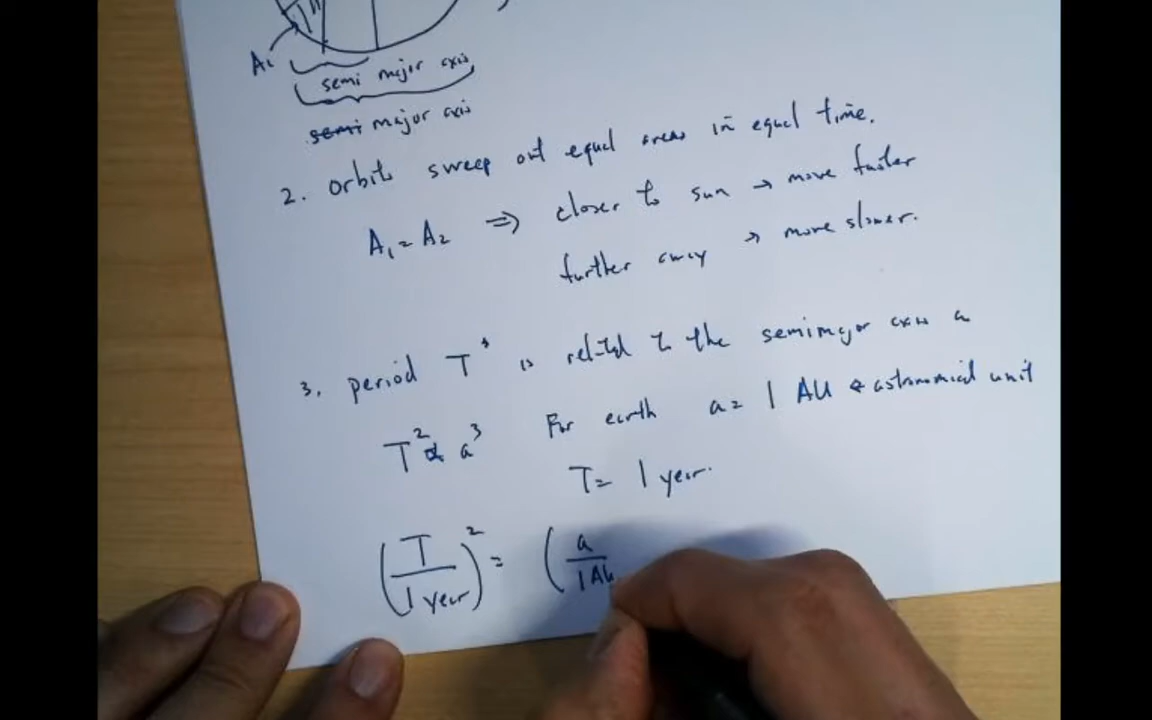 A₂
semi major axis
semi major axis
2. Orbits sweep out equal areas in equal time.
A₁ = A₂ ⇒ closer to sun → move faster
further away → move slower.
3. period T is related to the semimajor axis a
T² ∝ a³ For earth a = 1 AU ← astronomical unit
T = 1 year.
(T / 1 year)² = (a / 1 AU